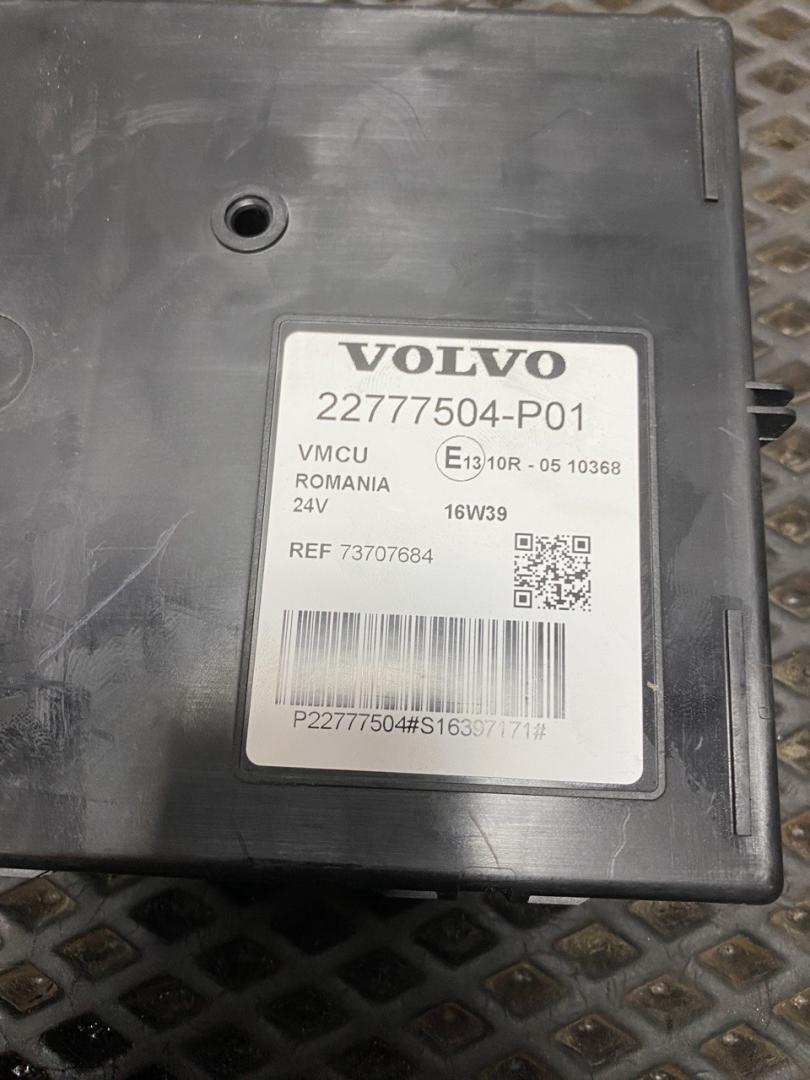 VOLVO
22777504-P01
VMCU E13 10R - 05 10368
ROMANIA
24V 16W39
REF 73707684
P22777504#S16397171#